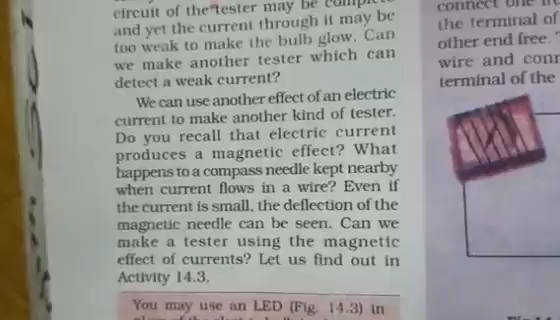 circuit of the tester may be complete
and yet the current through it may be
too weak to make the bulb glow. Can
we make another tester which can
detect a weak current?
We can use another effect of an electric
current to make another kind of tester.
Do you recall that electric current
produces a magnetic effect? What
happens to a compass needle kept nearby
when current flows in a wire? Even if
the current is small, the deflection of the
magnetic needle can be seen. Can we
make a tester using the magnetic
effect of currents? Let us find out in
Activity 14.3.
You may use an LED (Fig. 14.3) in
connect one
the terminal of
other end free.
wire and conn
terminal of the